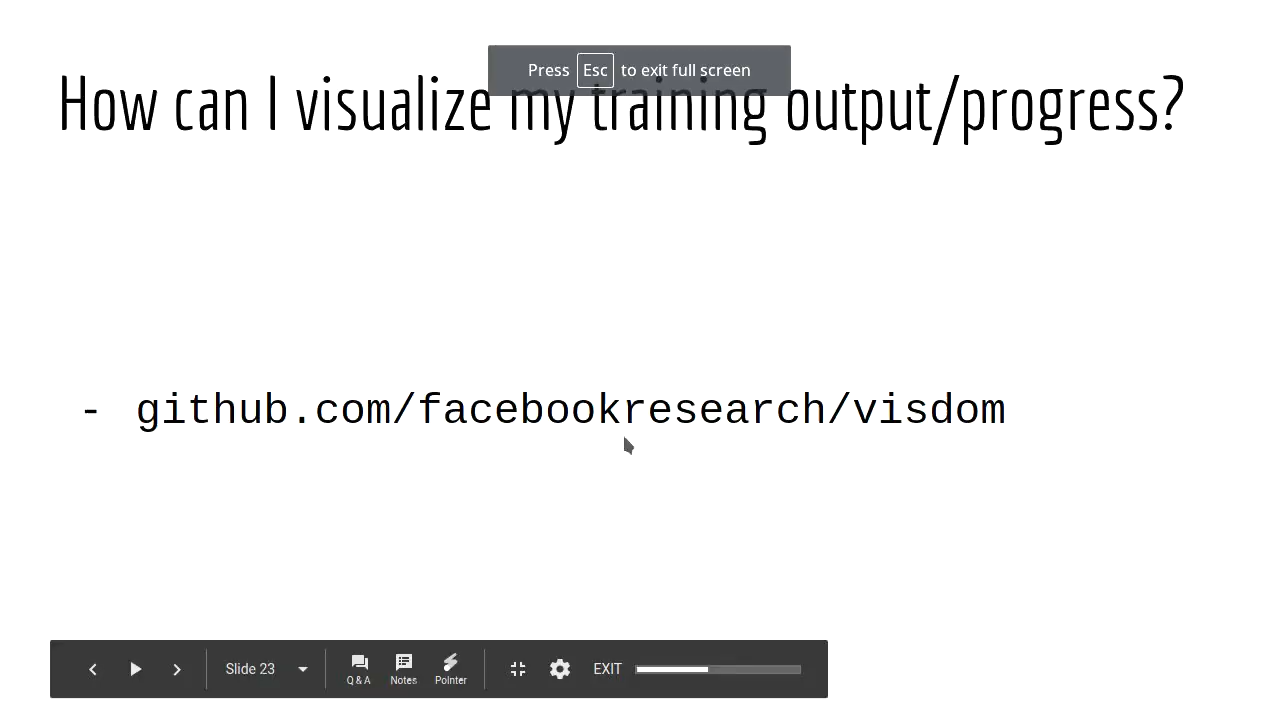 Press Esc to exit full screen
How can I visualize my training output/progress?
- github.com/facebookresearch/visdom
Slide 23
Q & A
Notes
Pointer
EXIT